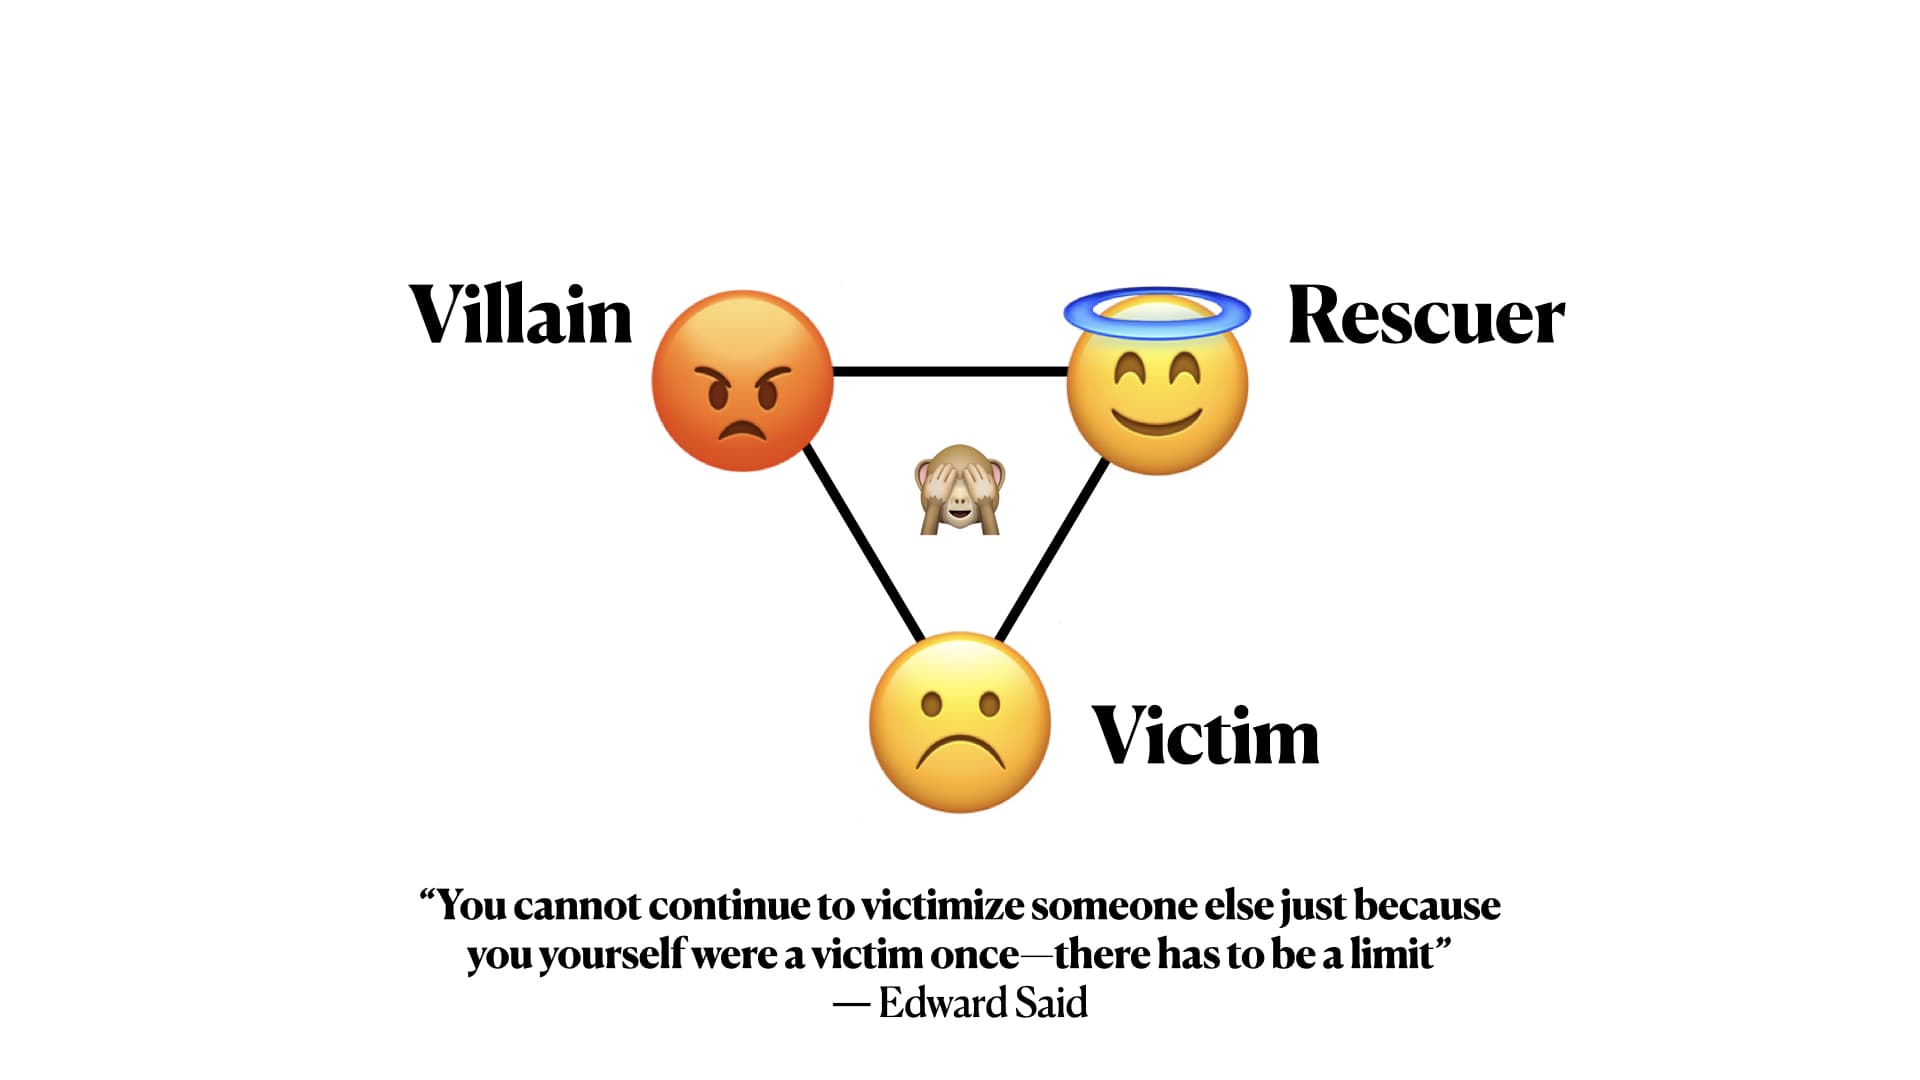 Villain
Rescuer
Victim
“You cannot continue to victimize someone else just because
you yourself were a victim once—there has to be a limit”
— Edward Said